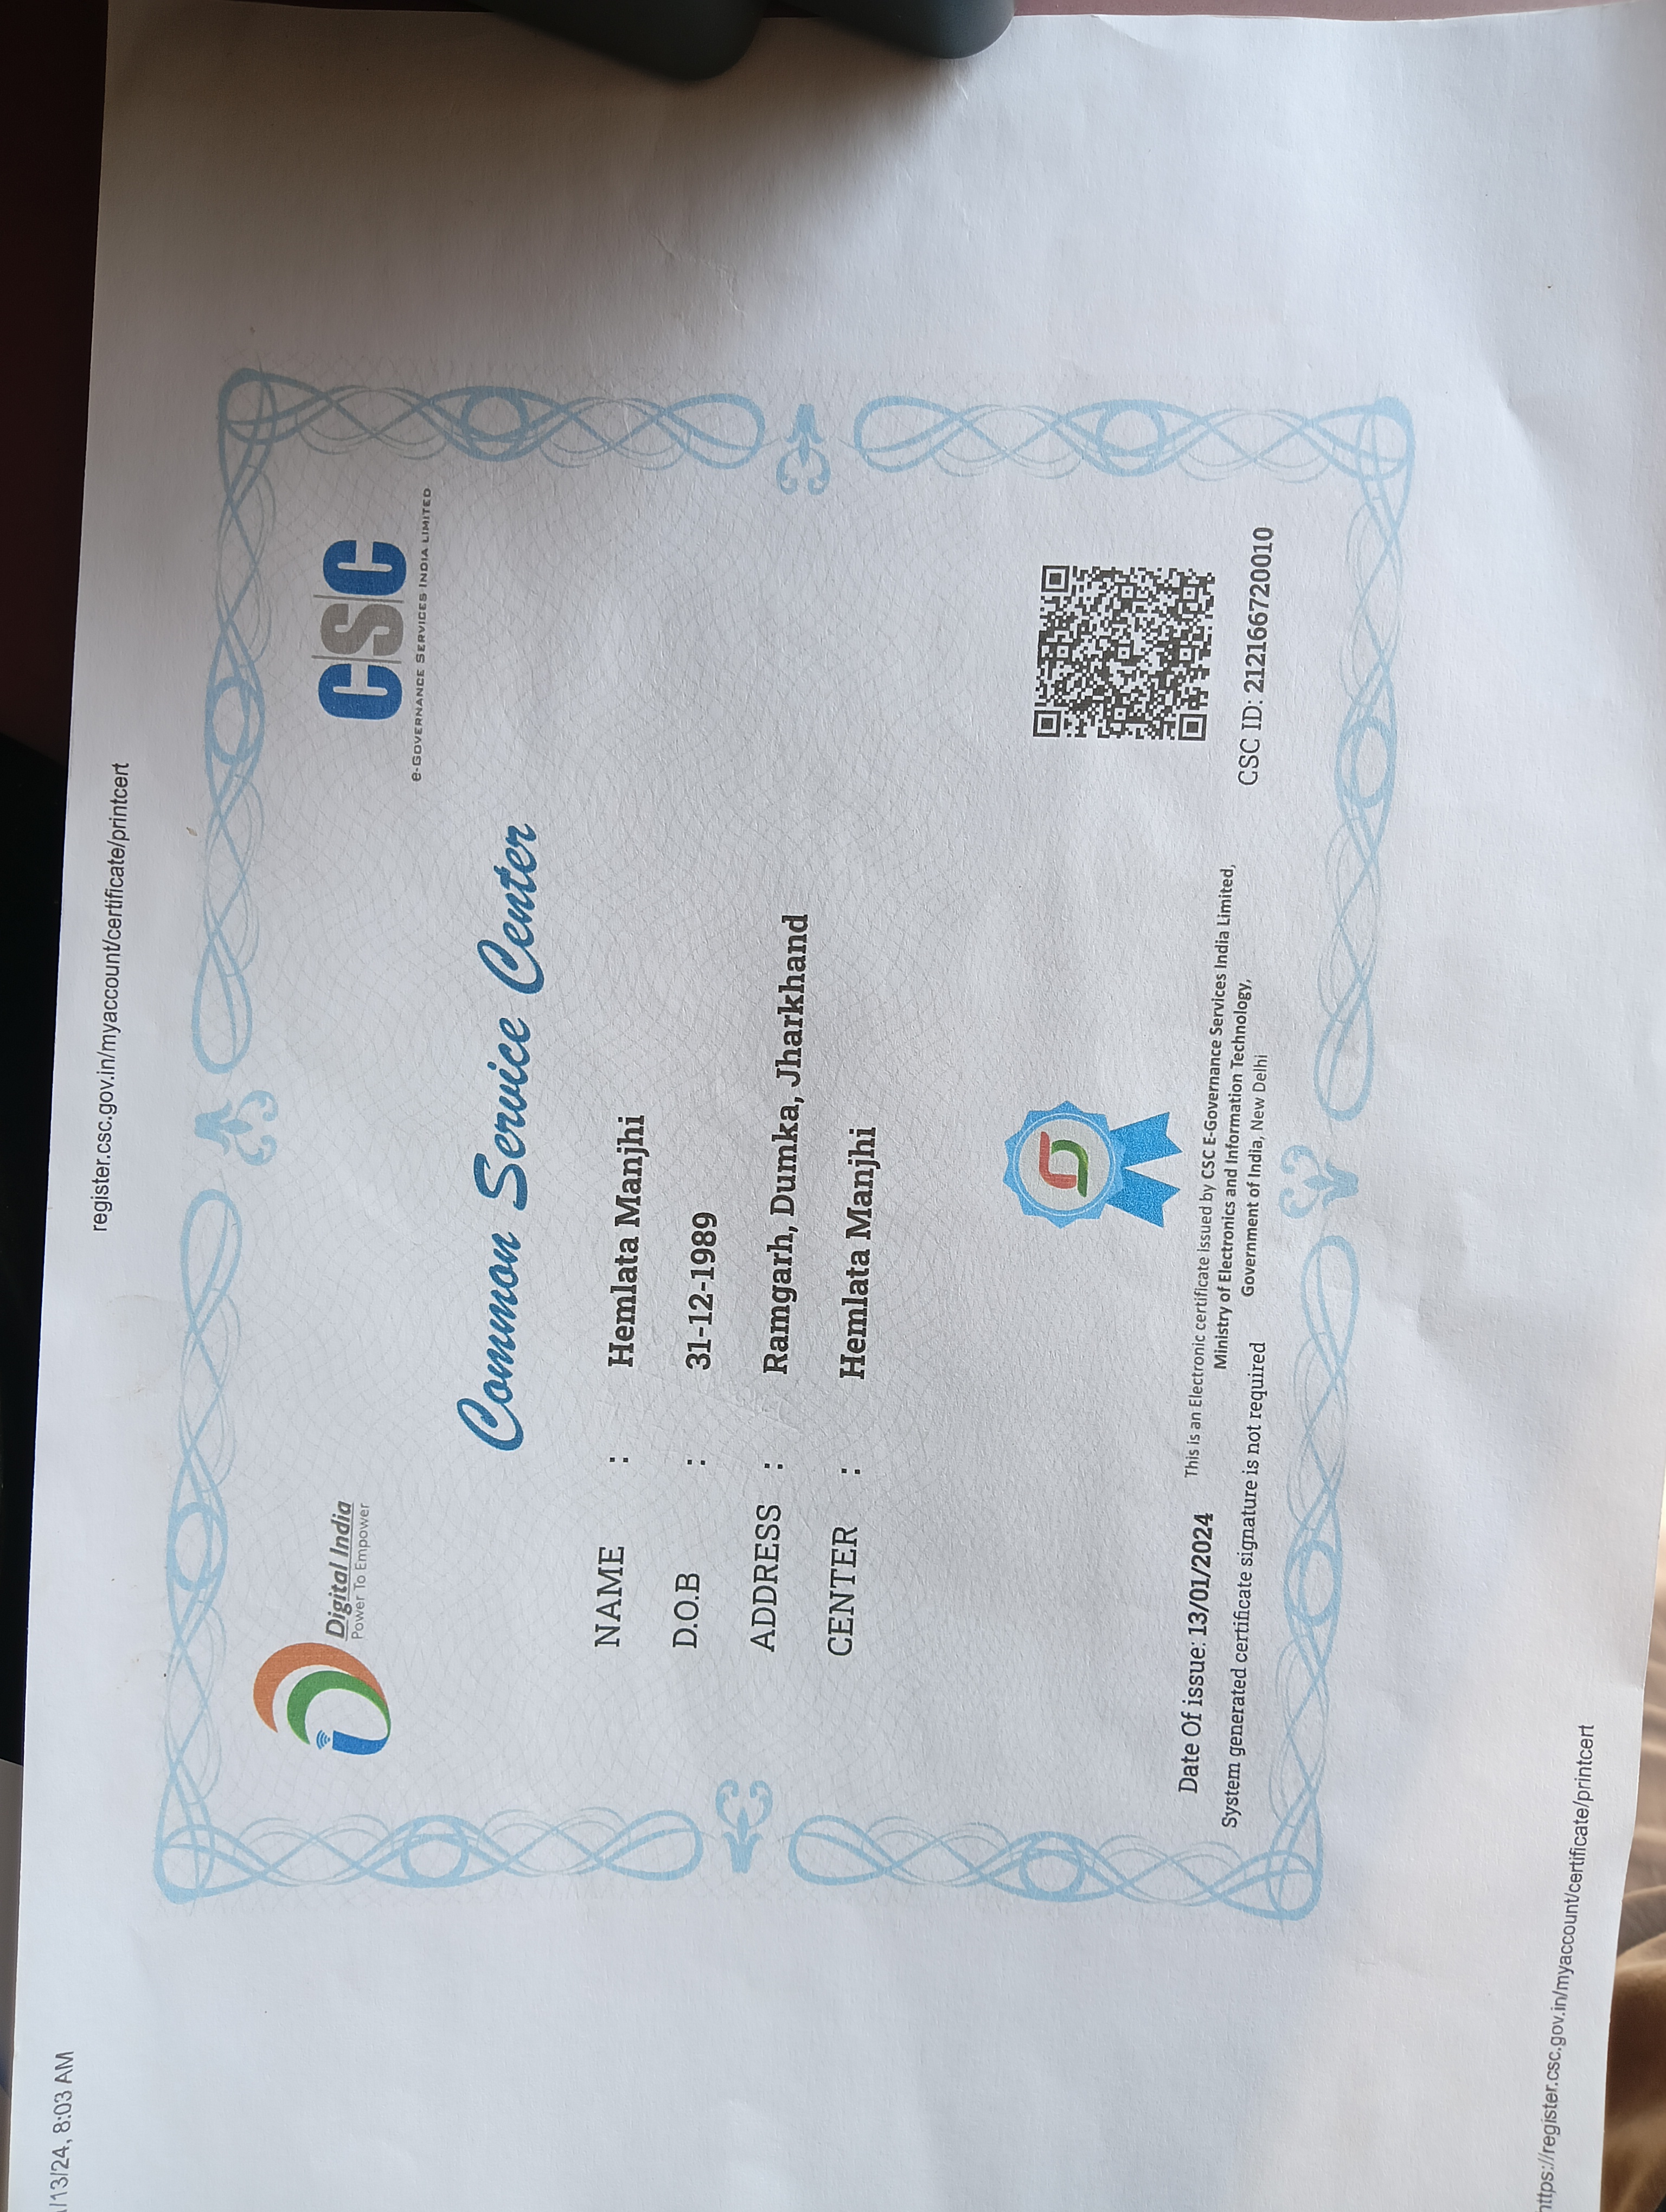 /13/24, 8:03 AM
register.csc.gov.in/myaccount/certificate/printcert
Digital India
Power To Empower
CSC
e-GOVERNANCE SERVICES INDIA LIMITED
Common Service Center
NAME : Hemlata Manjhi
D.O.B : 31-12-1989
ADDRESS : Ramgarh, Dumka, Jharkhand
CENTER : Hemlata Manjhi
Date Of issue: 13/01/2024
This is an Electronic certificate issued by CSC E-Governance Services India Limited,
Ministry of Electronics and Information Technology,
Government of India, New Delhi
System generated certificate signature is not required
CSC ID: 212166720010
https://register.csc.gov.in/myaccount/certificate/printcert